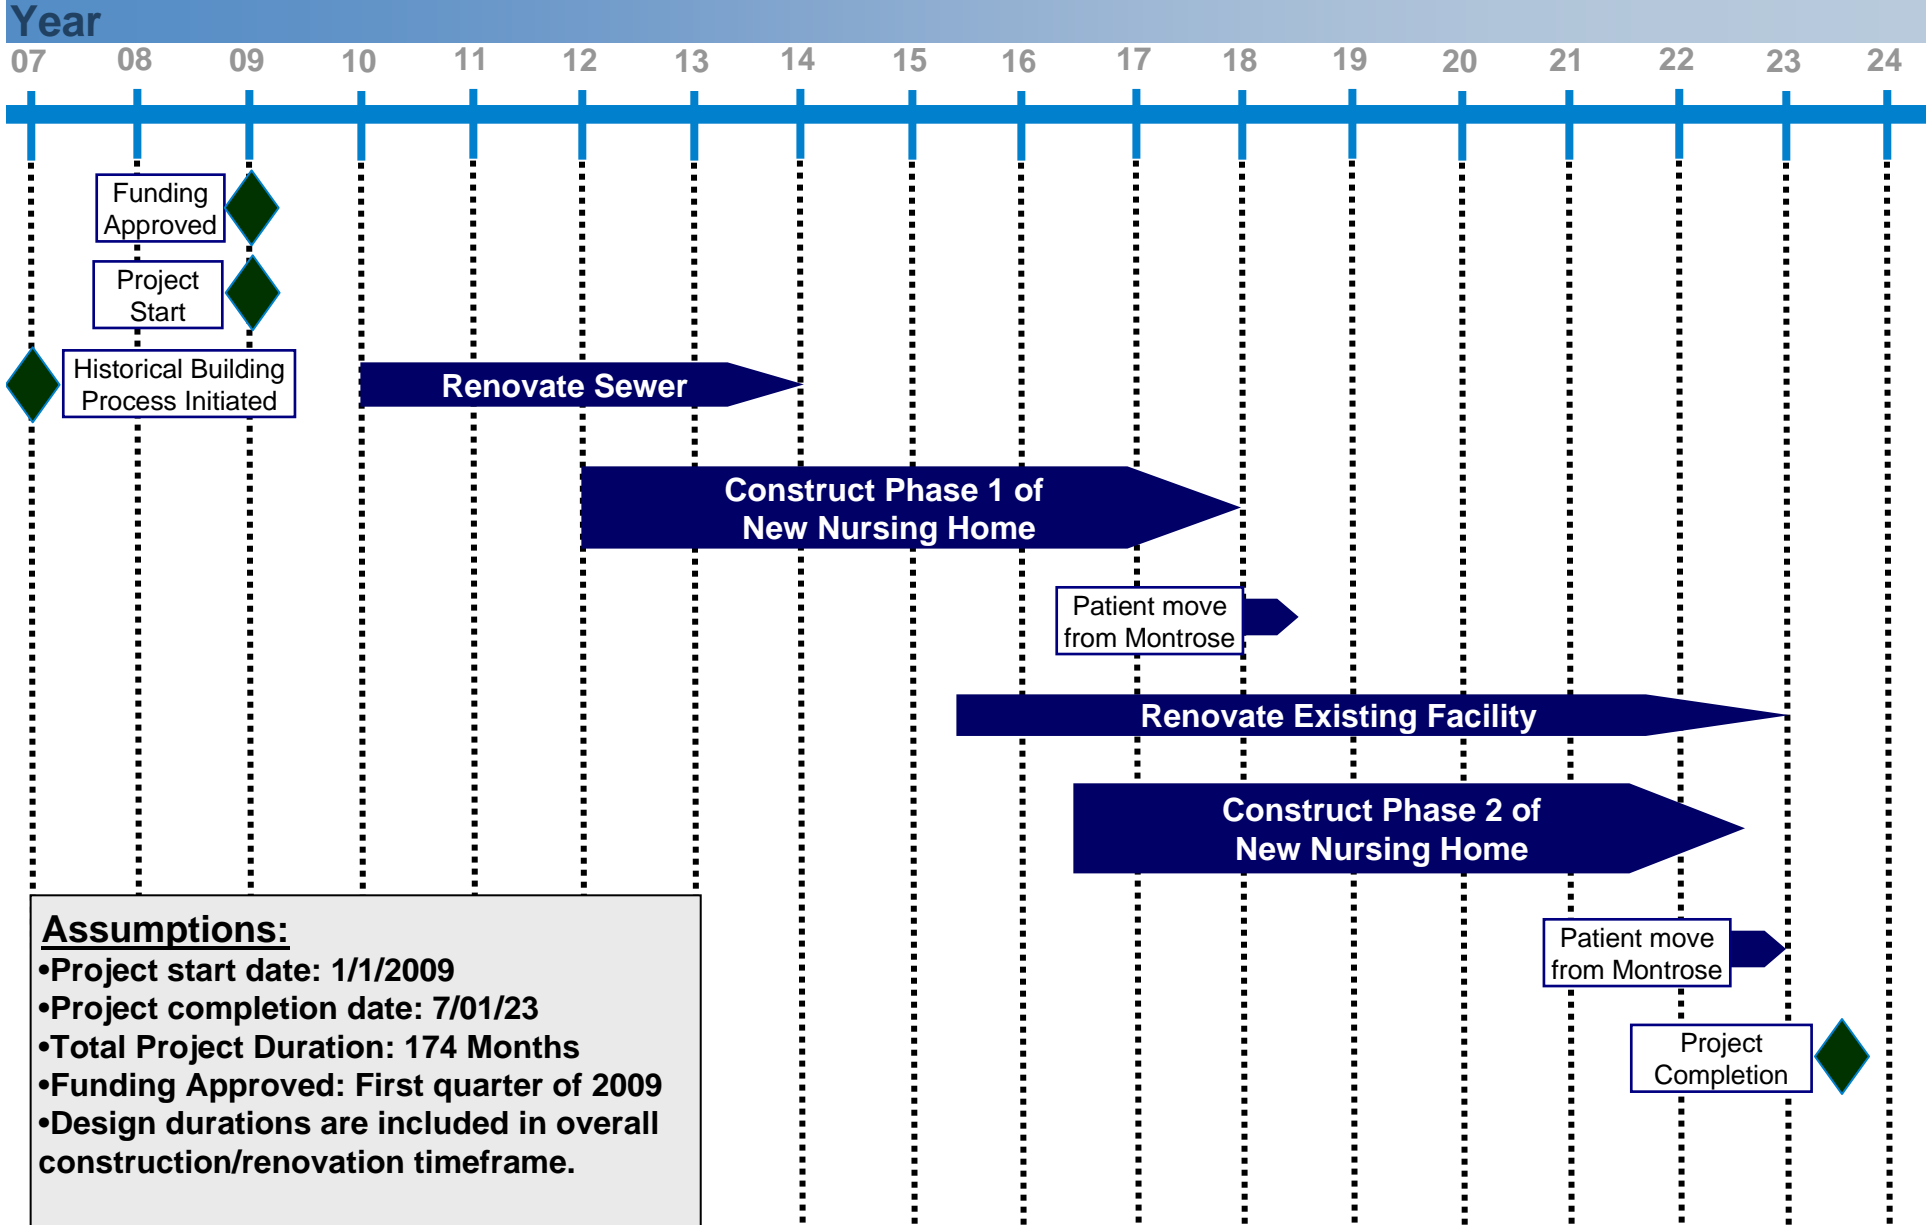 Year
07 08 09 10 11 12 13 14 15 16 17 18 19 20 21 22 23 24
Funding
Approved
Project
Start
Historical Building
Process Initiated
Renovate Sewer
Construct Phase 1 of
New Nursing Home
Patient move
from Montrose
Renovate Existing Facility
Construct Phase 2 of
New Nursing Home
Patient move
from Montrose
Project
Completion
Assumptions:
•Project start date: 1/1/2009
•Project completion date: 7/01/23
•Total Project Duration: 174 Months
•Funding Approved: First quarter of 2009
•Design durations are included in overall
construction/renovation timeframe.